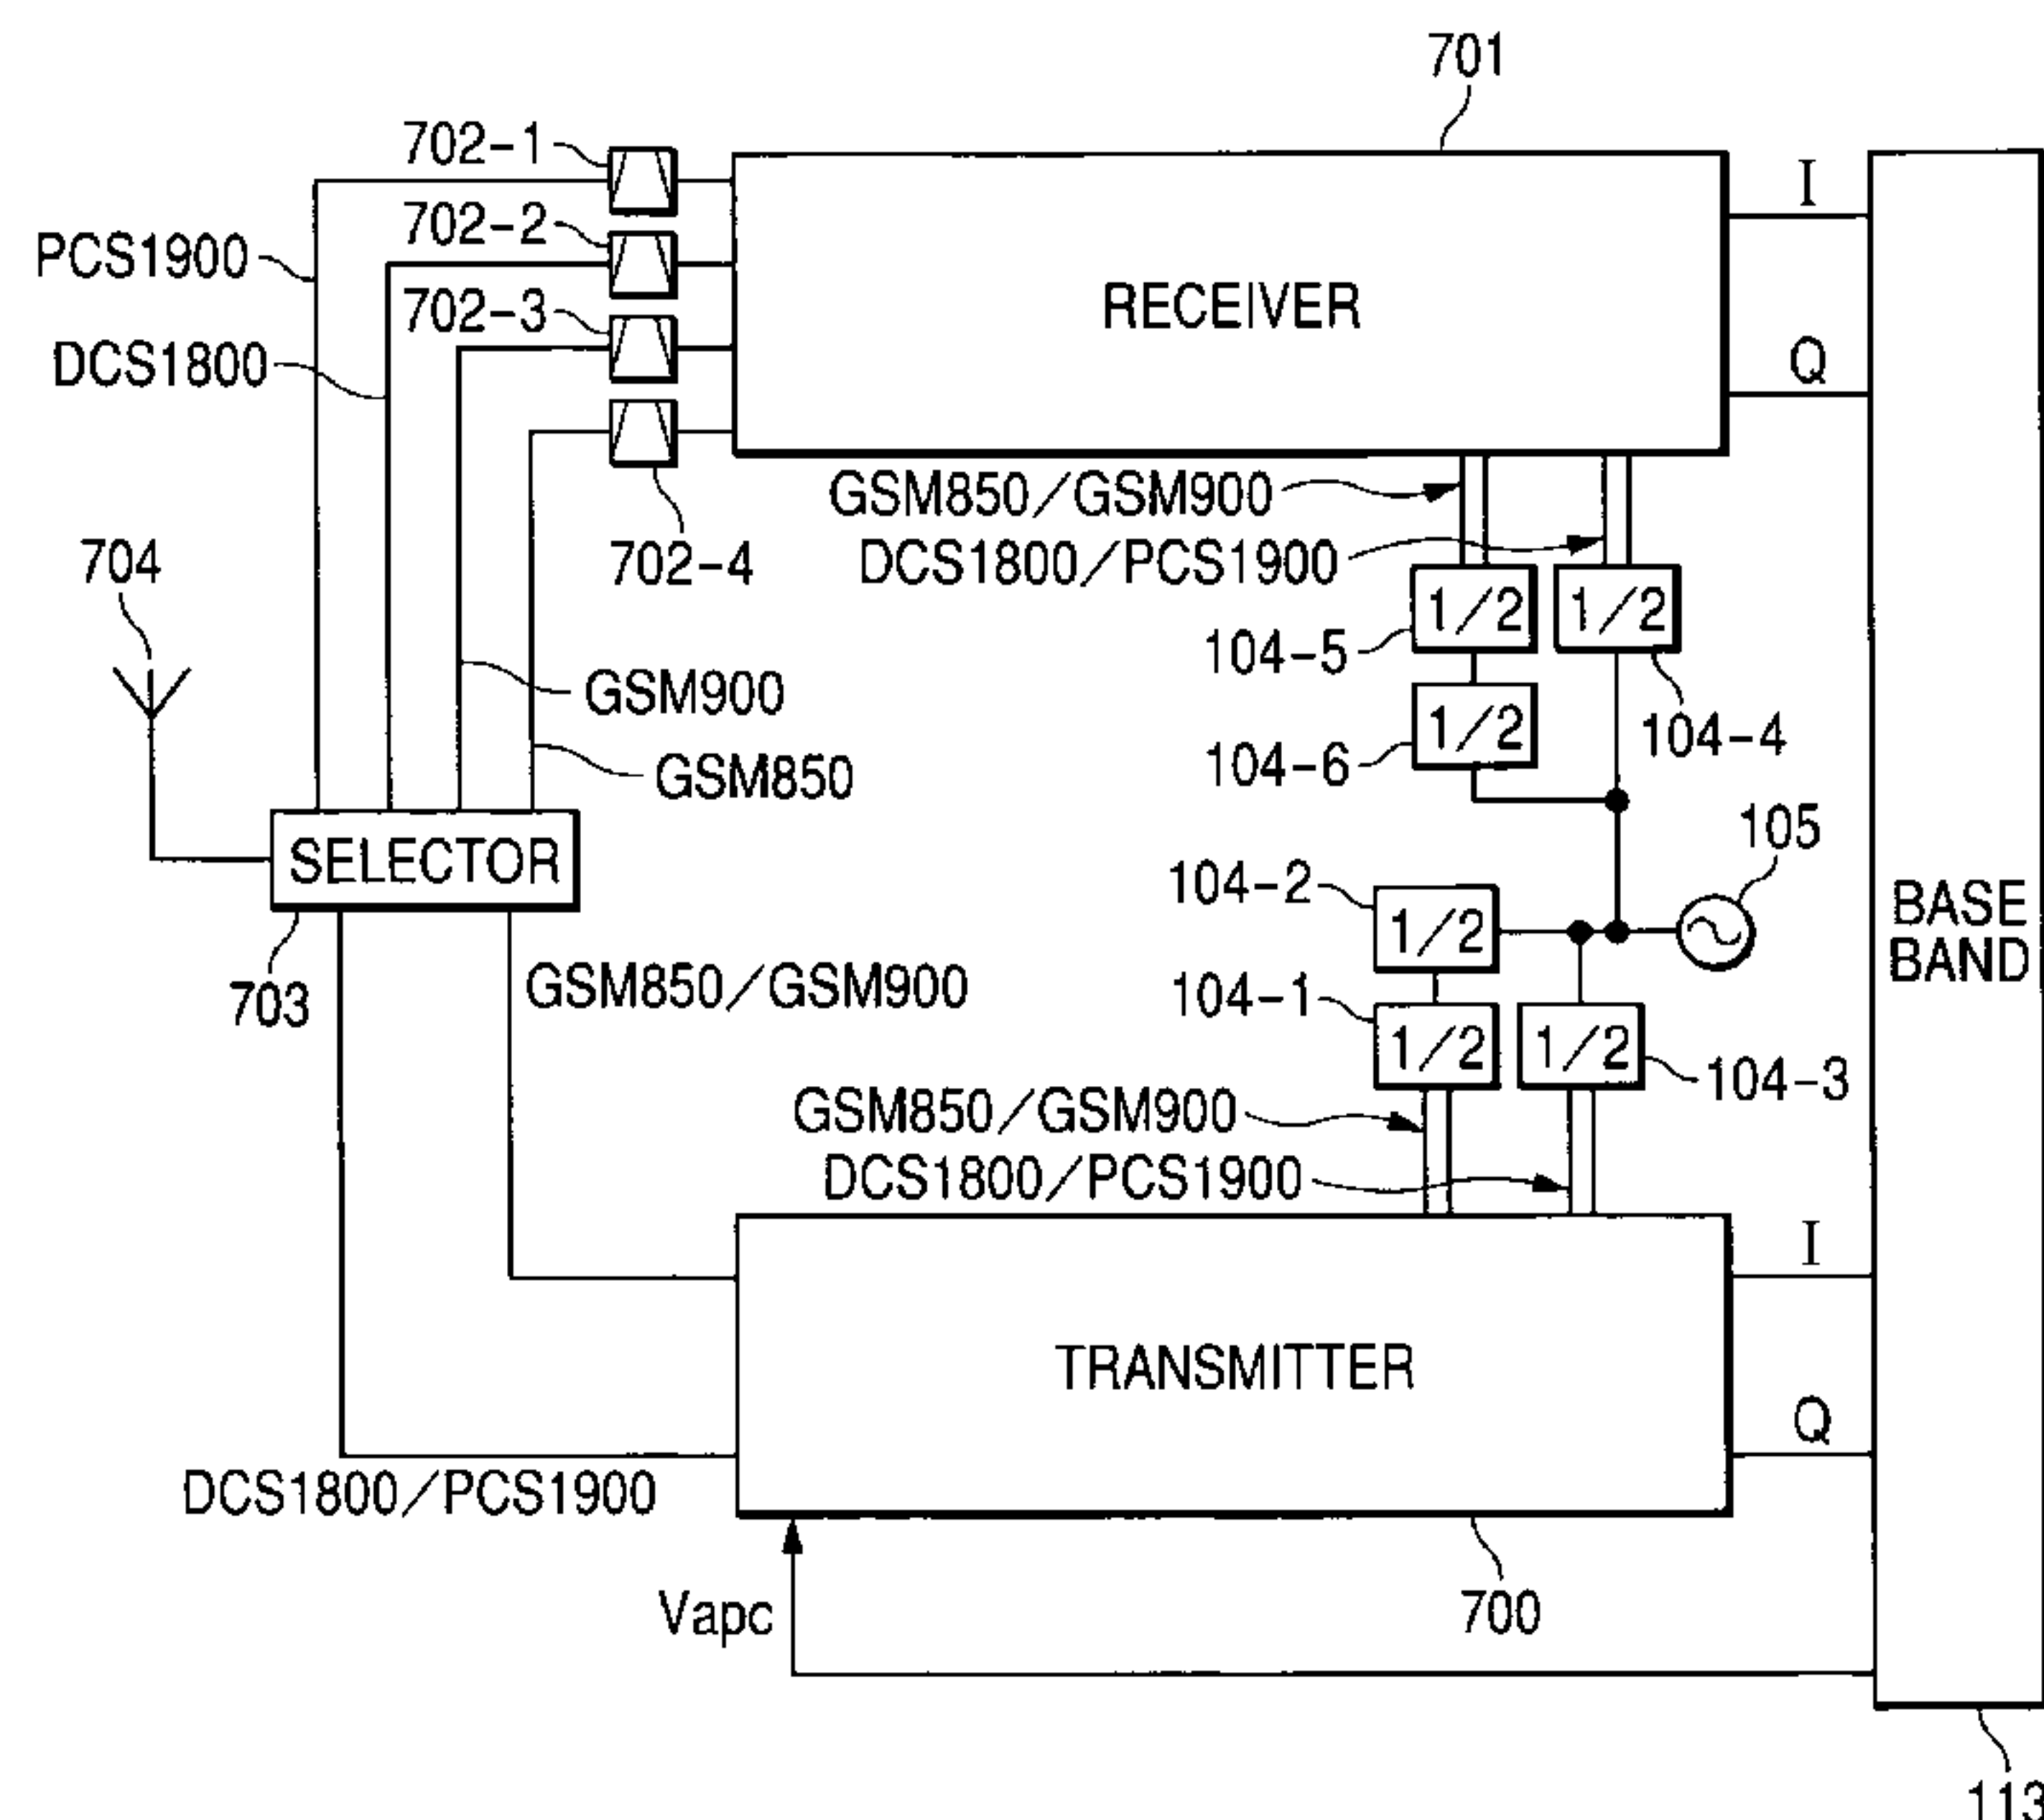 701
702-1
702-2
PCS1900
702-3
DCS1800
RECEIVER
I
Q
GSM850/GSM900
DCS1800/PCS1900
702-4
704
1/2
1/2
104-5
104-4
1/2
104-6
GSM900
GSM850
SELECTOR
703
105
104-2
1/2
BASE
BAND
GSM850/GSM900
104-1
1/2
1/2
104-3
GSM850/GSM900
DCS1800/PCS1900
I
TRANSMITTER
Q
DCS1800/PCS1900
Vapc
700
113